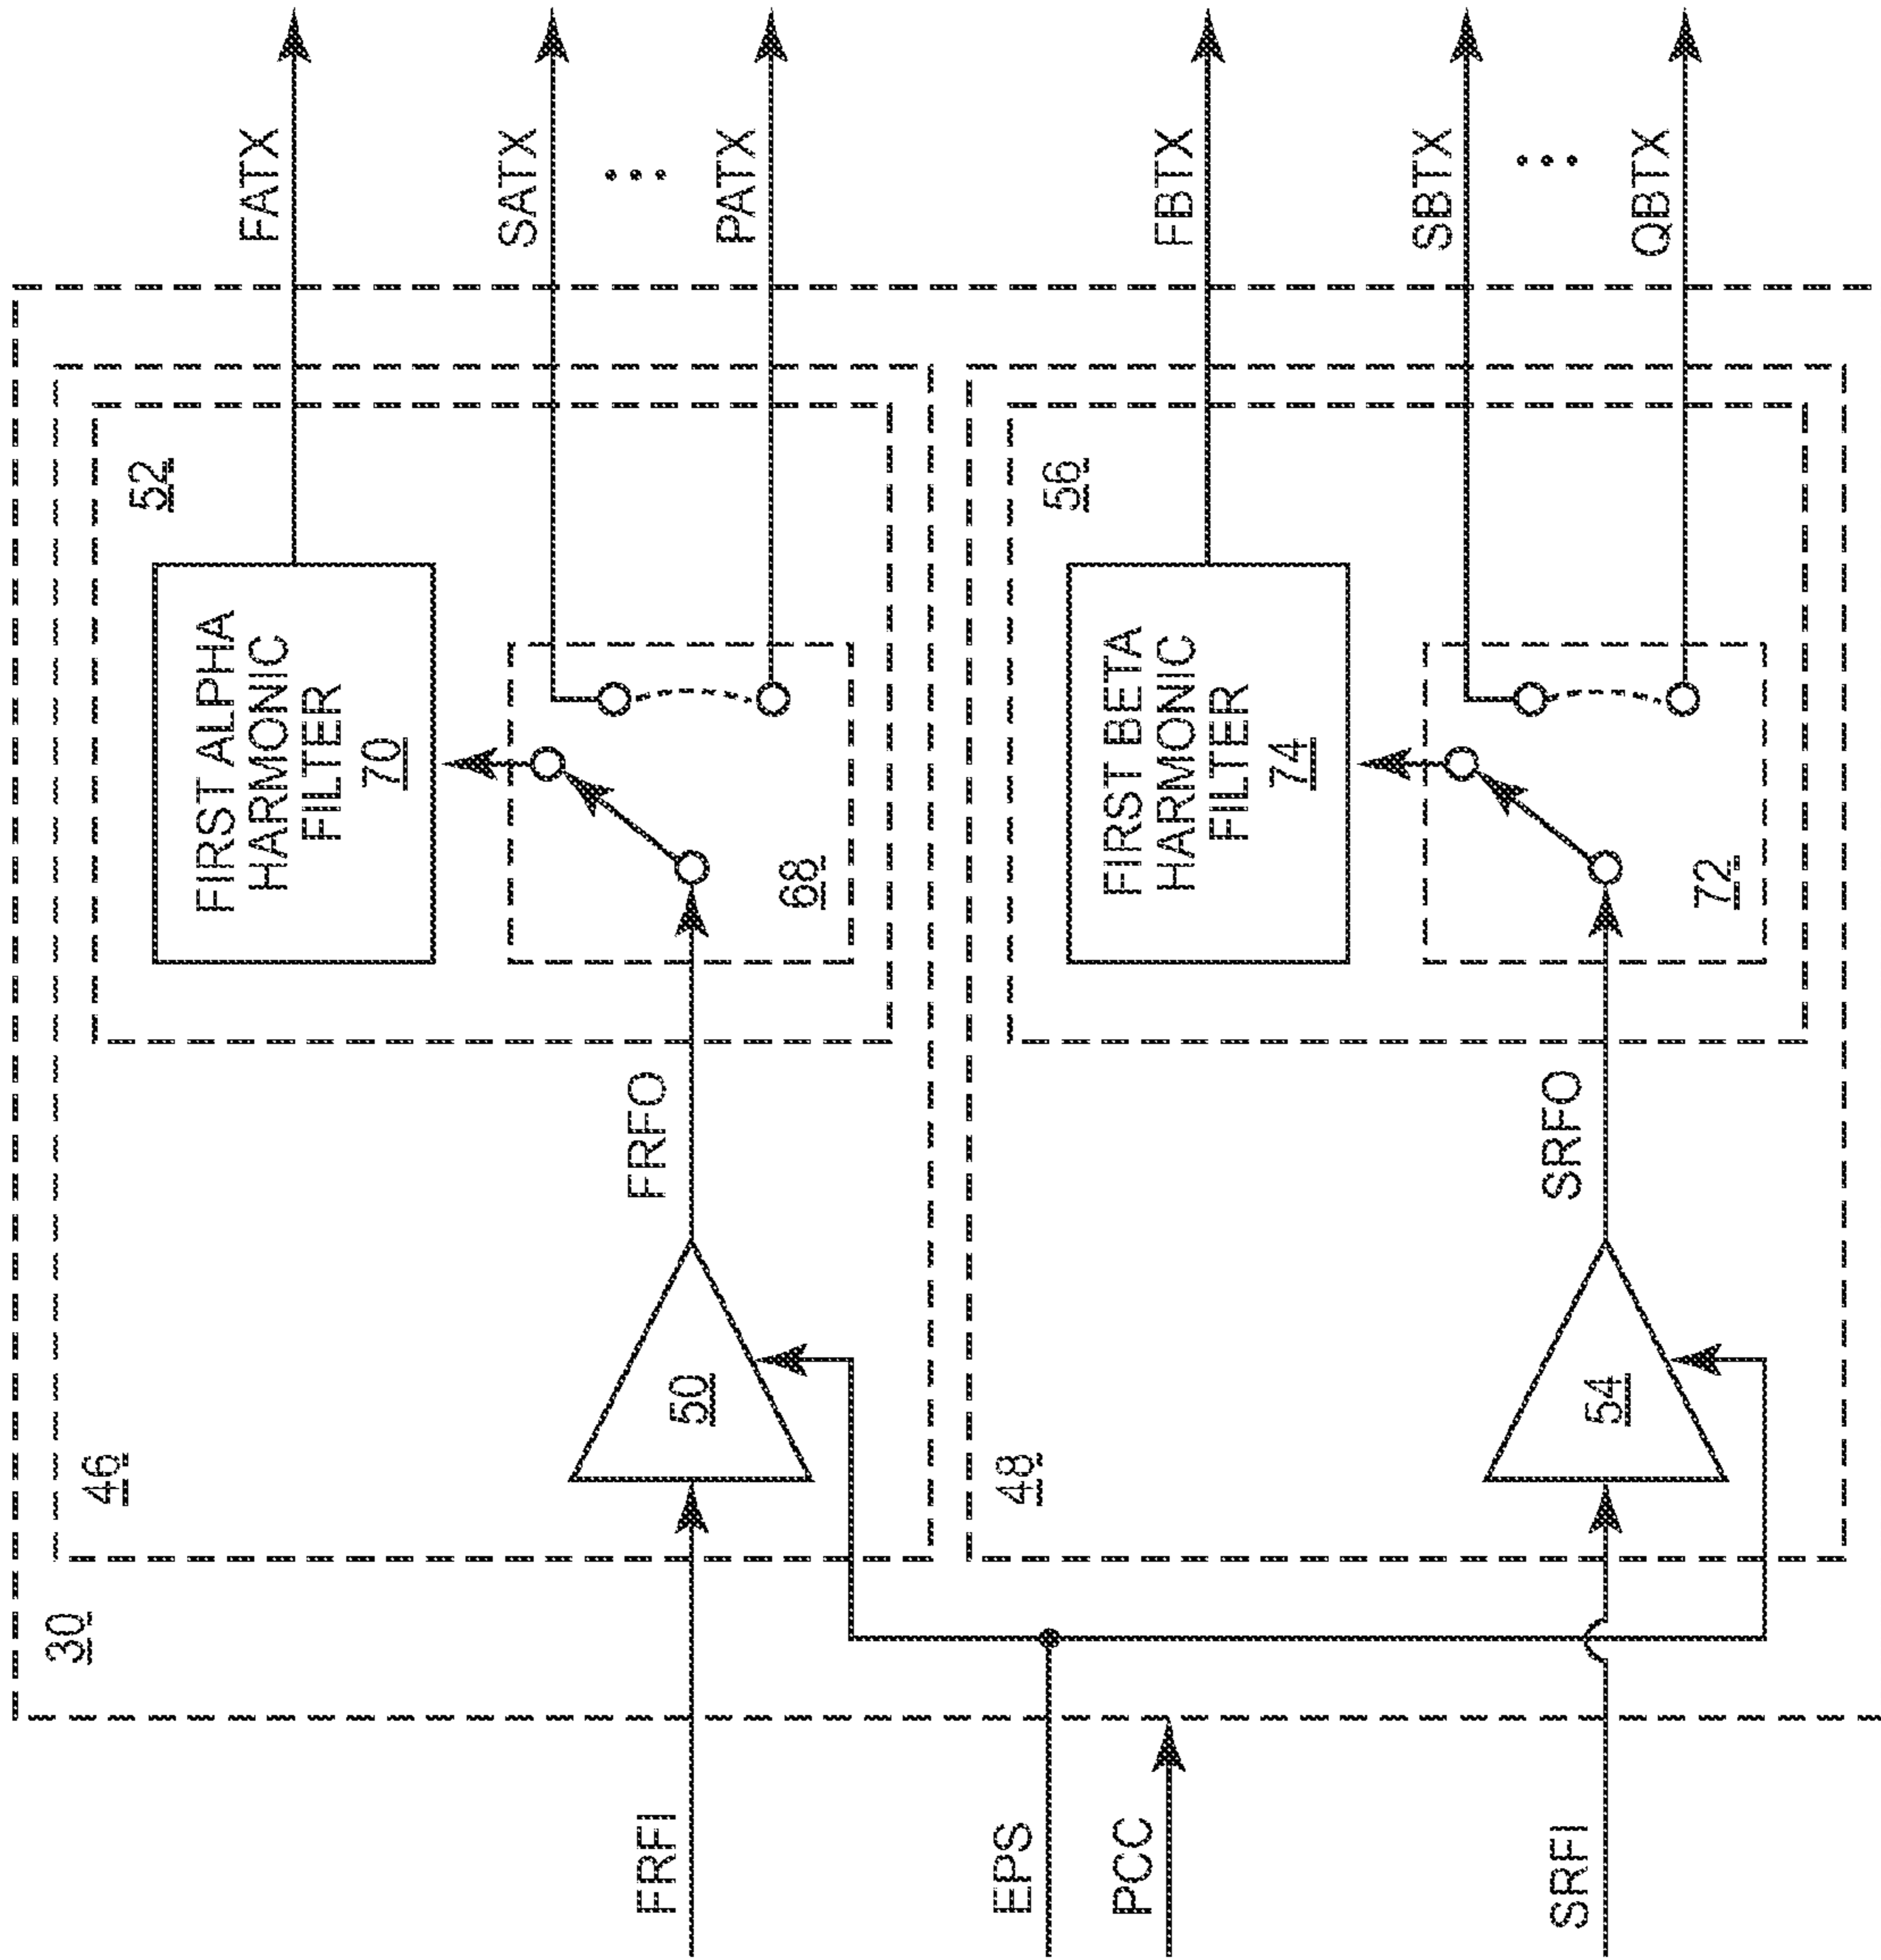 30
46
52
FIRST ALPHA
HARMONIC
FILTER
70
FATX
SATX
PATX
68
FRFO
50
FRFI
EPS
PCC
48
56
FIRST BETA
HARMONIC
FILTER
74
FBTX
SBTX
QBTX
72
SRFO
54
SRFI